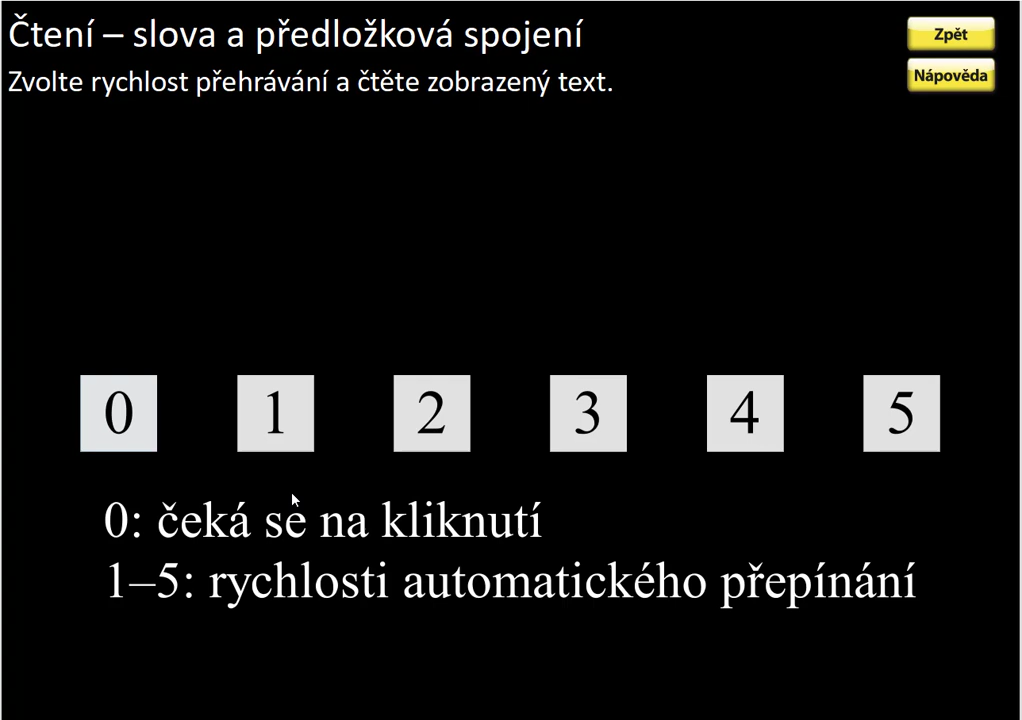 Čtení – slova a předložková spojení
Zpět
Zvolte rychlost přehrávání a čtěte zobrazený text.
Nápověda
0 1 2 3 4 5
0: čeká se na kliknutí
1–5: rychlosti automatického přepínání